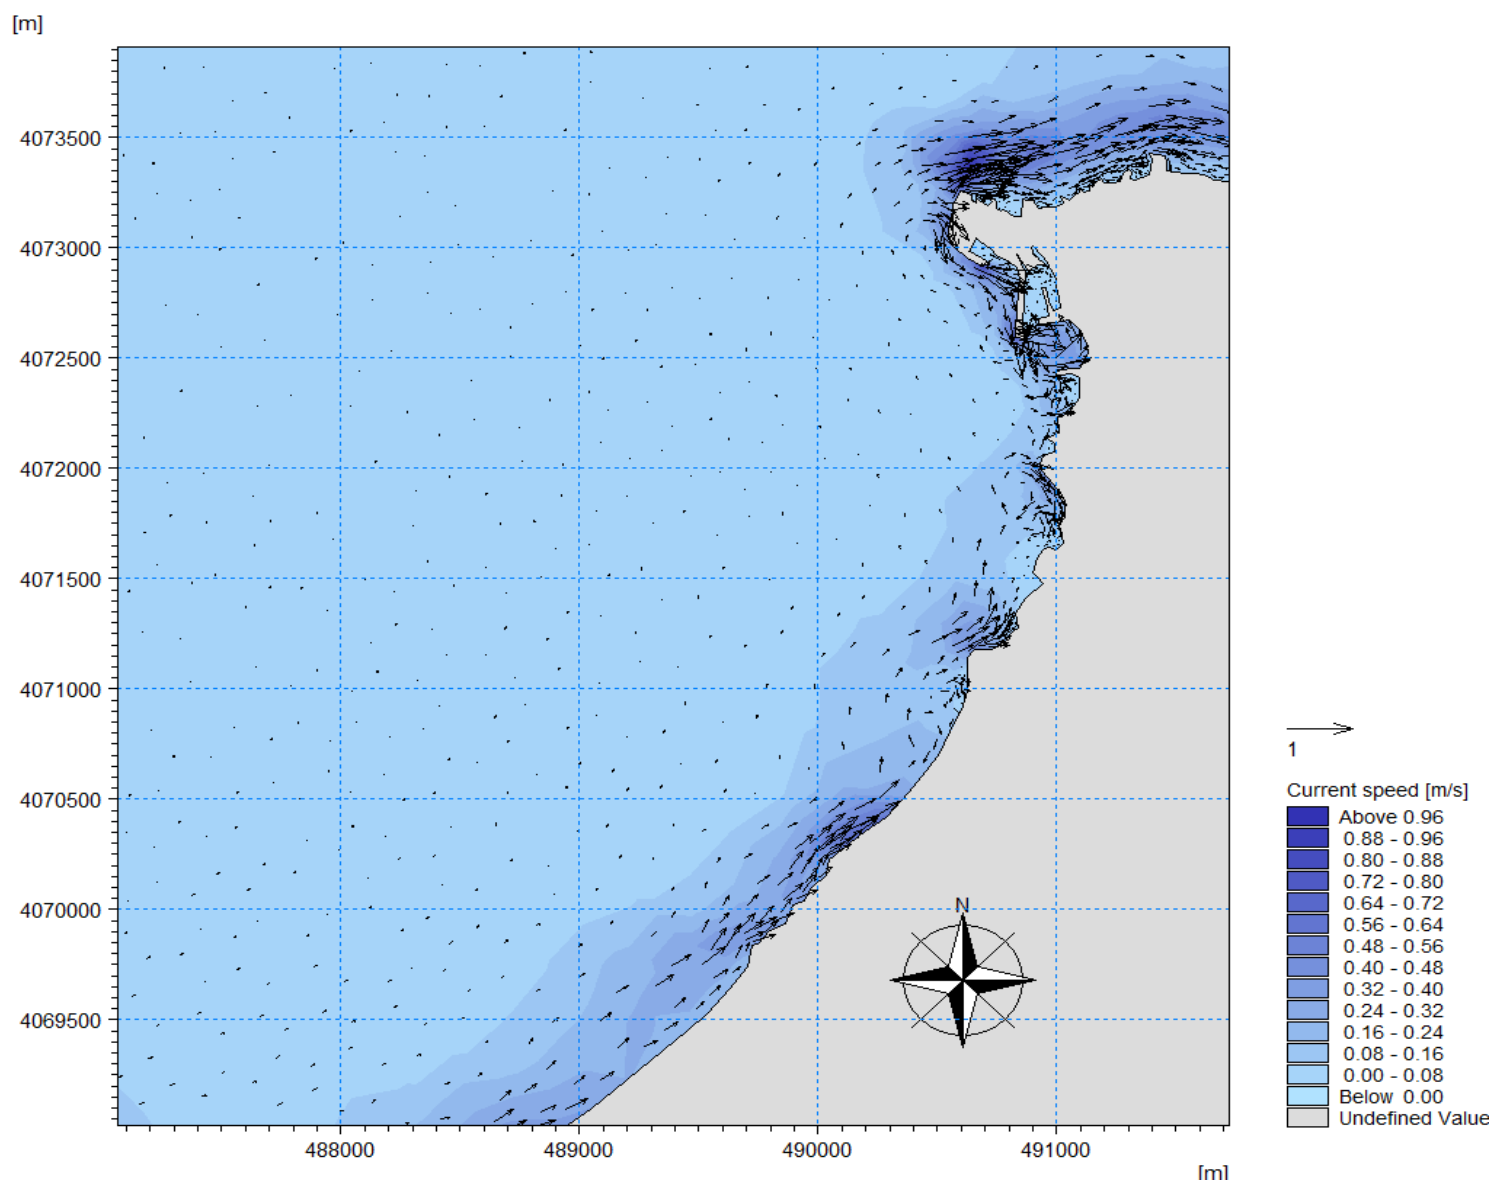 [m]
4073500
4073000
4072500
4072000
4071500
4071000
4070500
4070000
4069500
488000 489000 490000 491000
[m]
N
1
Current speed [m/s]
Above 0.96
0.88 - 0.96
0.80 - 0.88
0.72 - 0.80
0.64 - 0.72
0.56 - 0.64
0.48 - 0.56
0.40 - 0.48
0.32 - 0.40
0.24 - 0.32
0.16 - 0.24
0.08 - 0.16
0.00 - 0.08
Below 0.00
Undefined Value